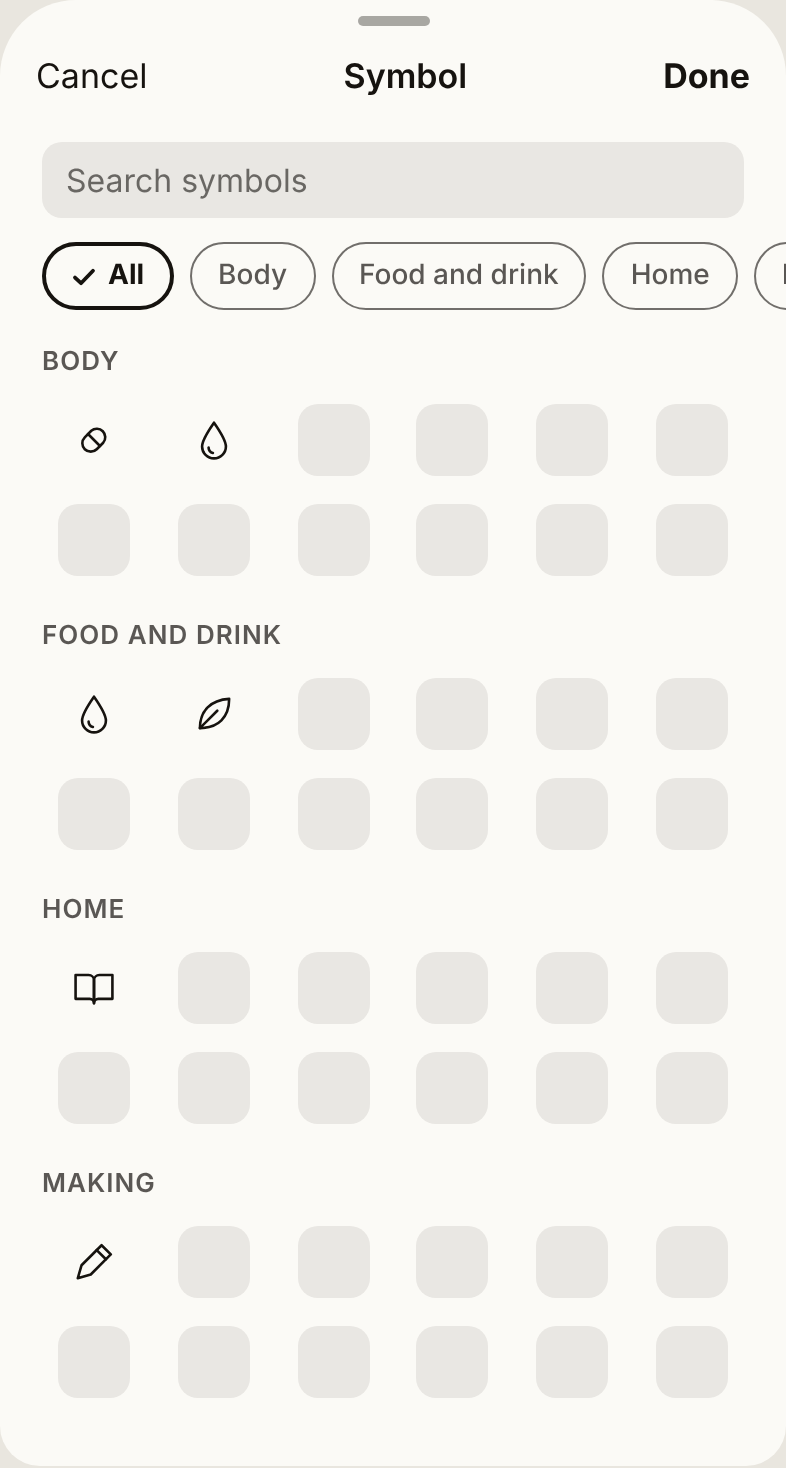 Cancel Symbol Done
Search symbols
All Body Food and drink Home
BODY
FOOD AND DRINK
HOME
MAKING